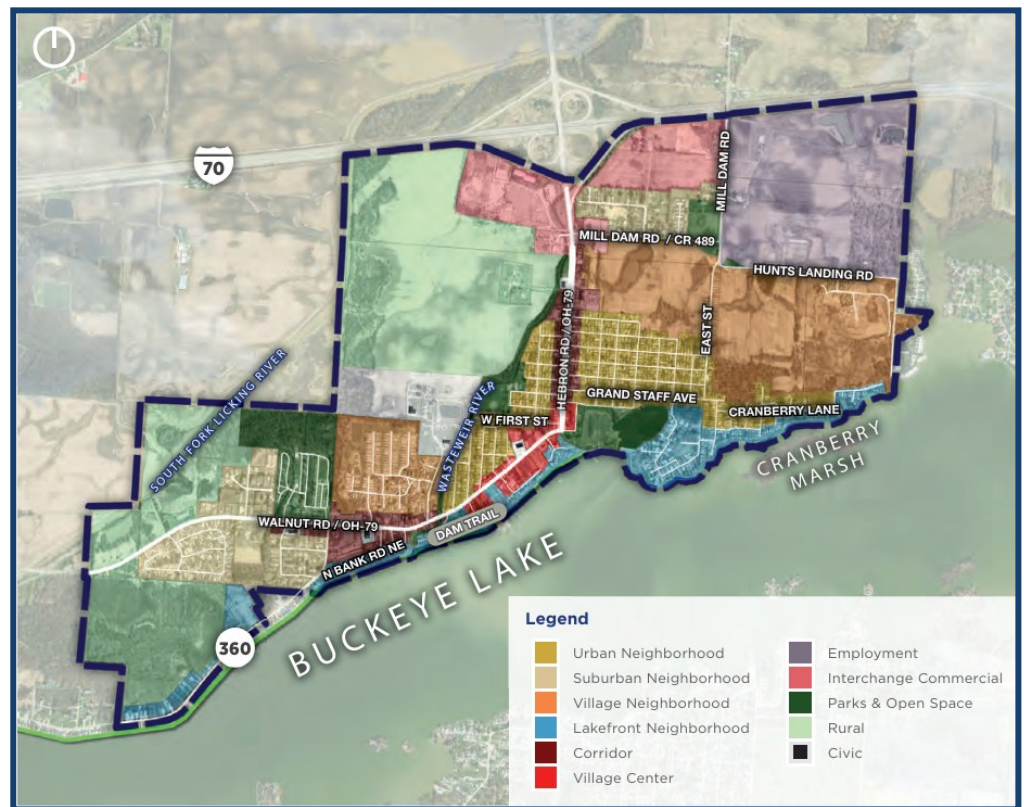 70
MILL DAM RD
MILL DAM RD / CR 489
HUNTS LANDING RD
HEBRON RD / OH-79
EAST ST
SOUTH FORK LICKING RIVER
WASTEWEIR RIVER
GRAND STAFF AVE
W FIRST ST
CRANBERRY LANE
CRANBERRY
MARSH
WALNUT RD / OH-79
DAM TRAIL
N BANK RD NE
BUCKEYE LAKE
360
Legend
Urban Neighborhood
Suburban Neighborhood
Village Neighborhood
Lakefront Neighborhood
Corridor
Village Center
Employment
Interchange Commercial
Parks & Open Space
Rural
Civic